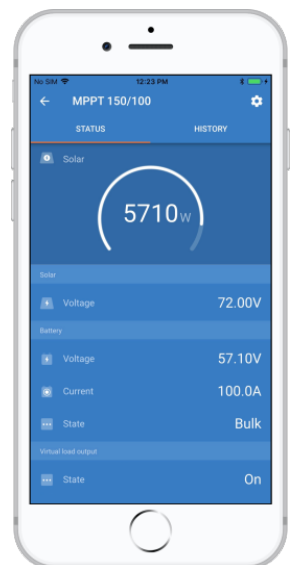 No SIM 12:23 PM
← MPPT 150/100
STATUS HISTORY
Solar
5710W
Solar
Voltage 72.00V
Battery
Voltage 57.10V
Current 100.0A
State Bulk
Virtual load output
State On